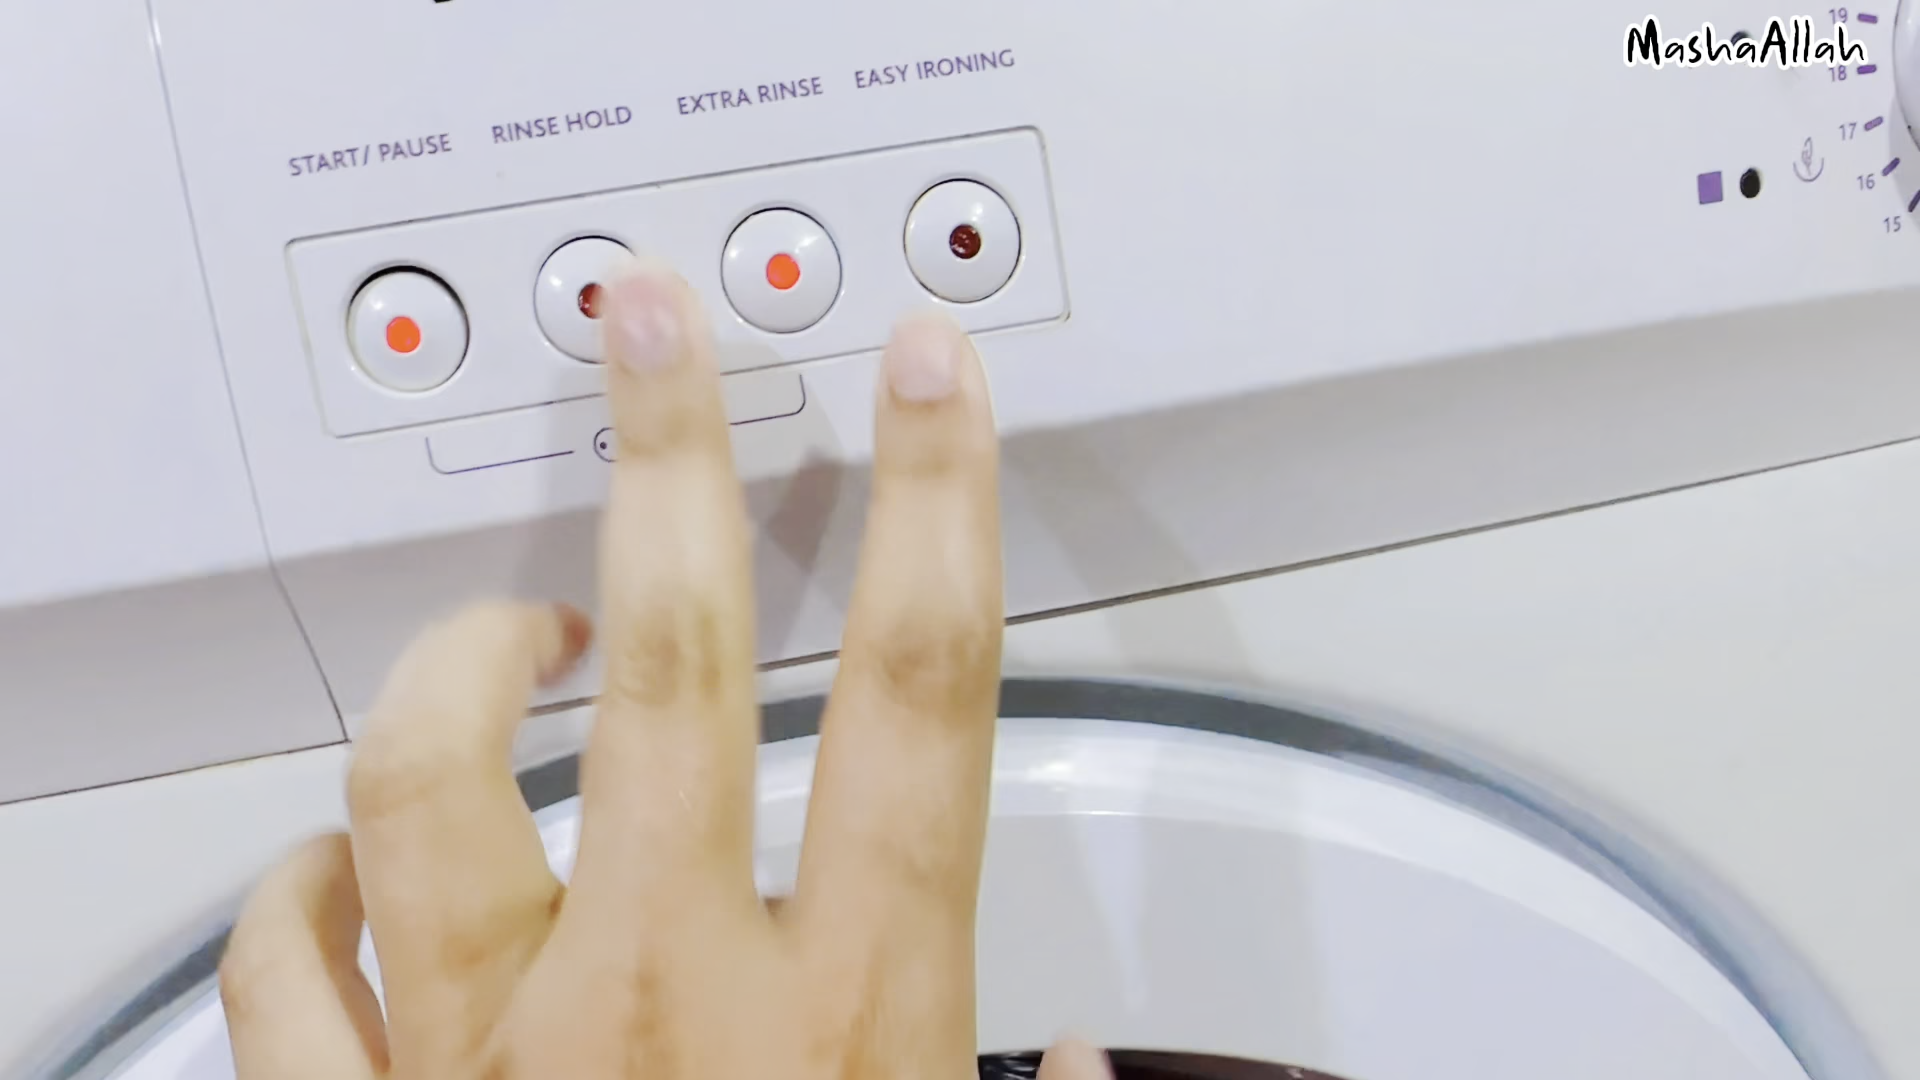 MashaAllah
START/ PAUSE
RINSE HOLD
EXTRA RINSE
EASY IRONING
19
18
17
16
15